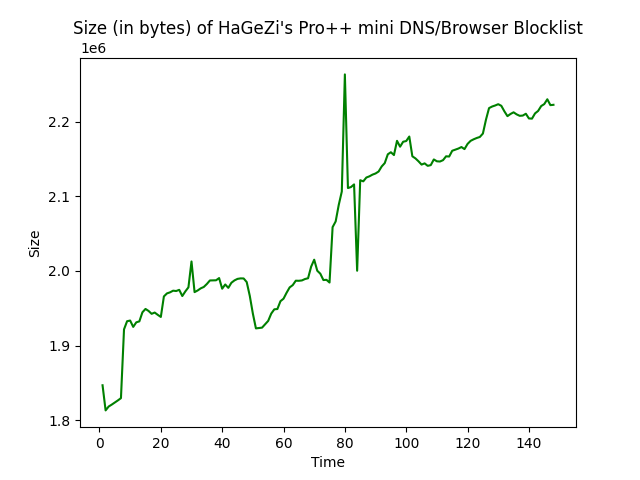 Size (in bytes) of HaGeZi's Pro++ mini DNS/Browser Blocklist
1e6
2.2
2.1
2.0
1.9
1.8
Size
0 20 40 60 80 100 120 140
Time